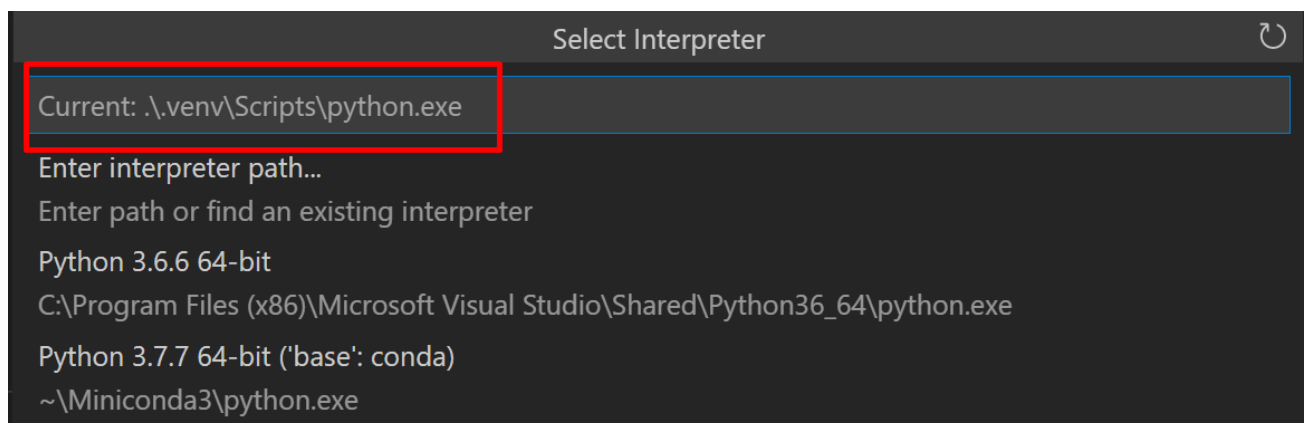 Select Interpreter
Current: .\.venv\Scripts\python.exe
Enter interpreter path...
Enter path or find an existing interpreter
Python 3.6.6 64-bit
C:\Program Files (x86)\Microsoft Visual Studio\Shared\Python36_64\python.exe
Python 3.7.7 64-bit ('base': conda)
~\Miniconda3\python.exe